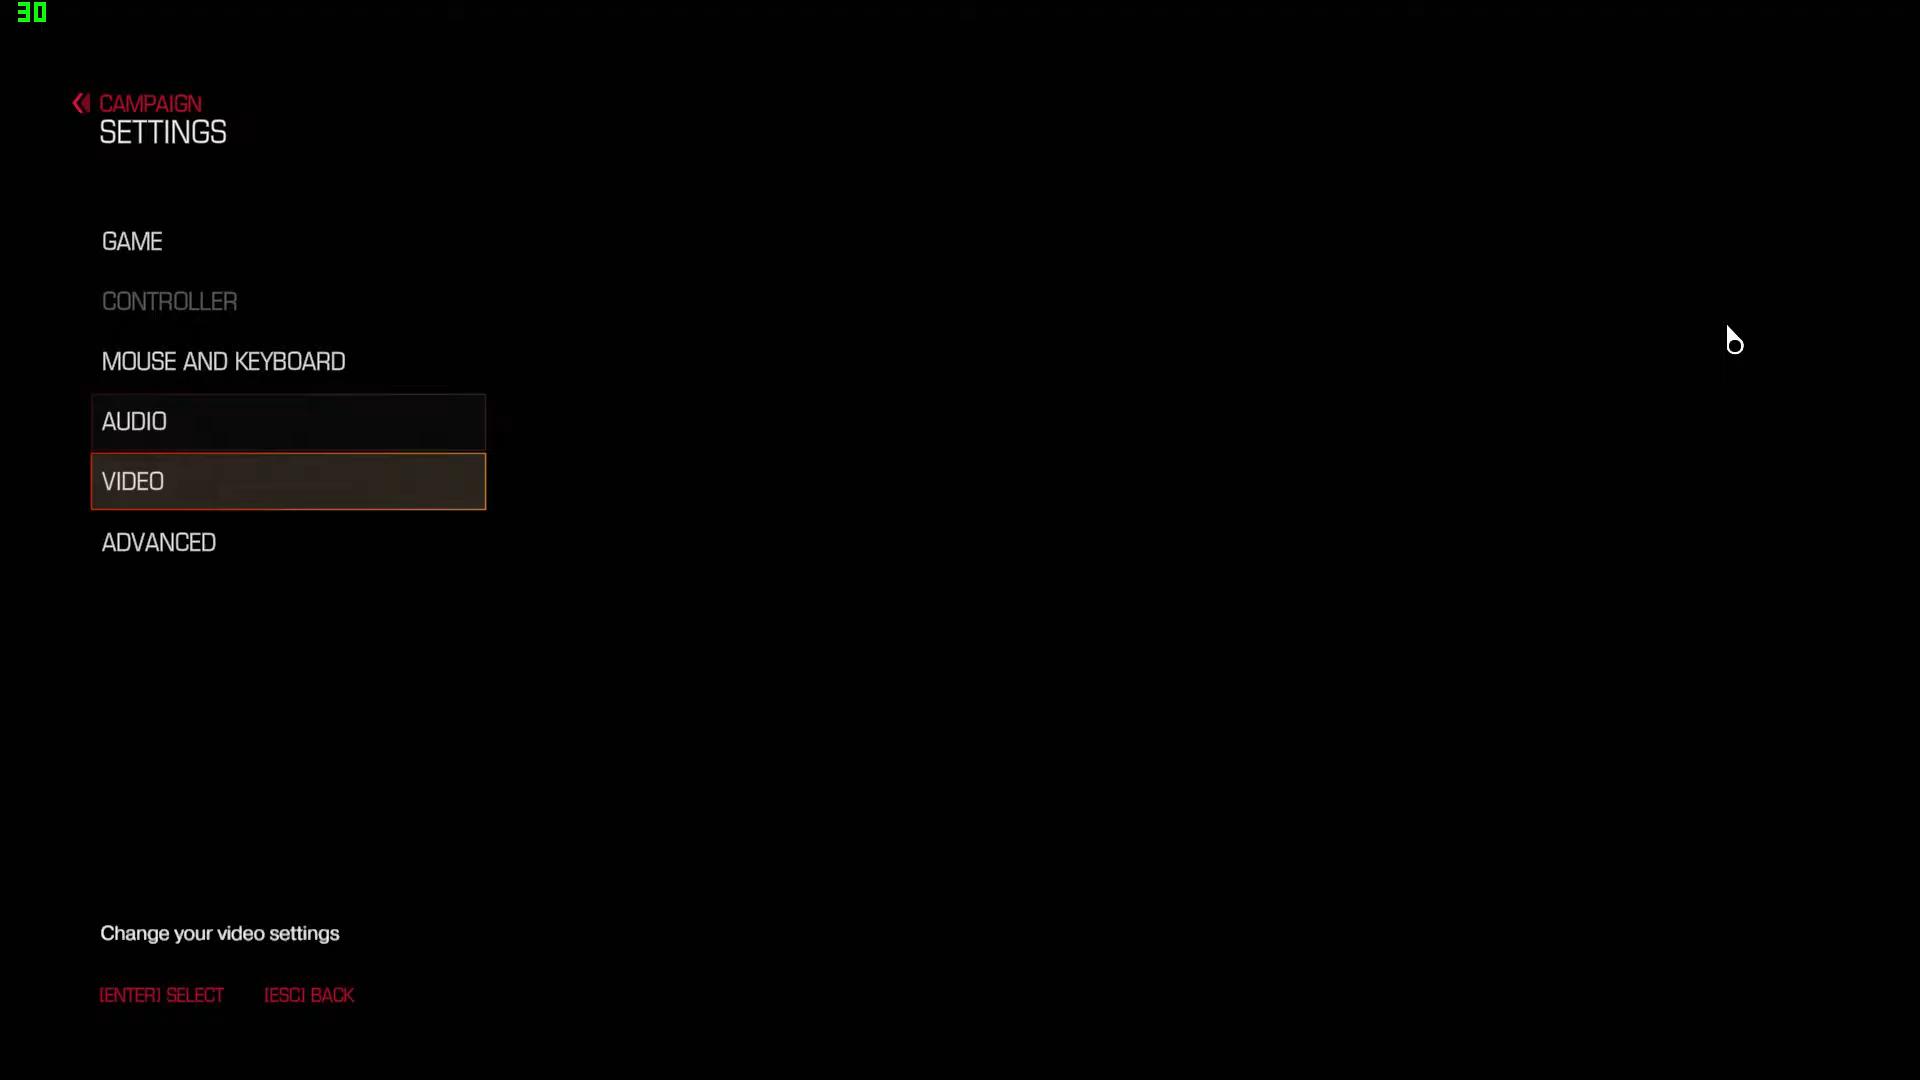 30
CAMPAIGN
SETTINGS
GAME
CONTROLLER
MOUSE AND KEYBOARD
AUDIO
VIDEO
ADVANCED
Change your video settings
[ENTER] SELECT [ESC] BACK